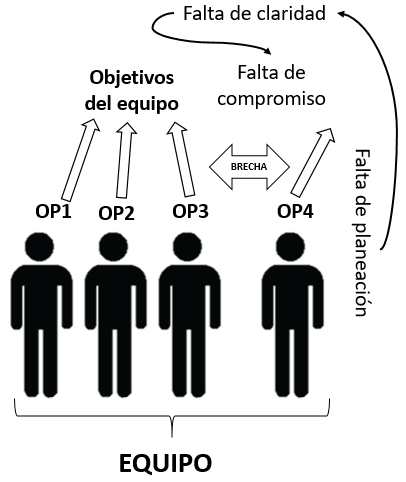 Falta de claridad
Objetivos
del equipo
Falta de
compromiso
BRECHA
OP1
OP2
OP3
OP4
Falta de planeación
EQUIPO